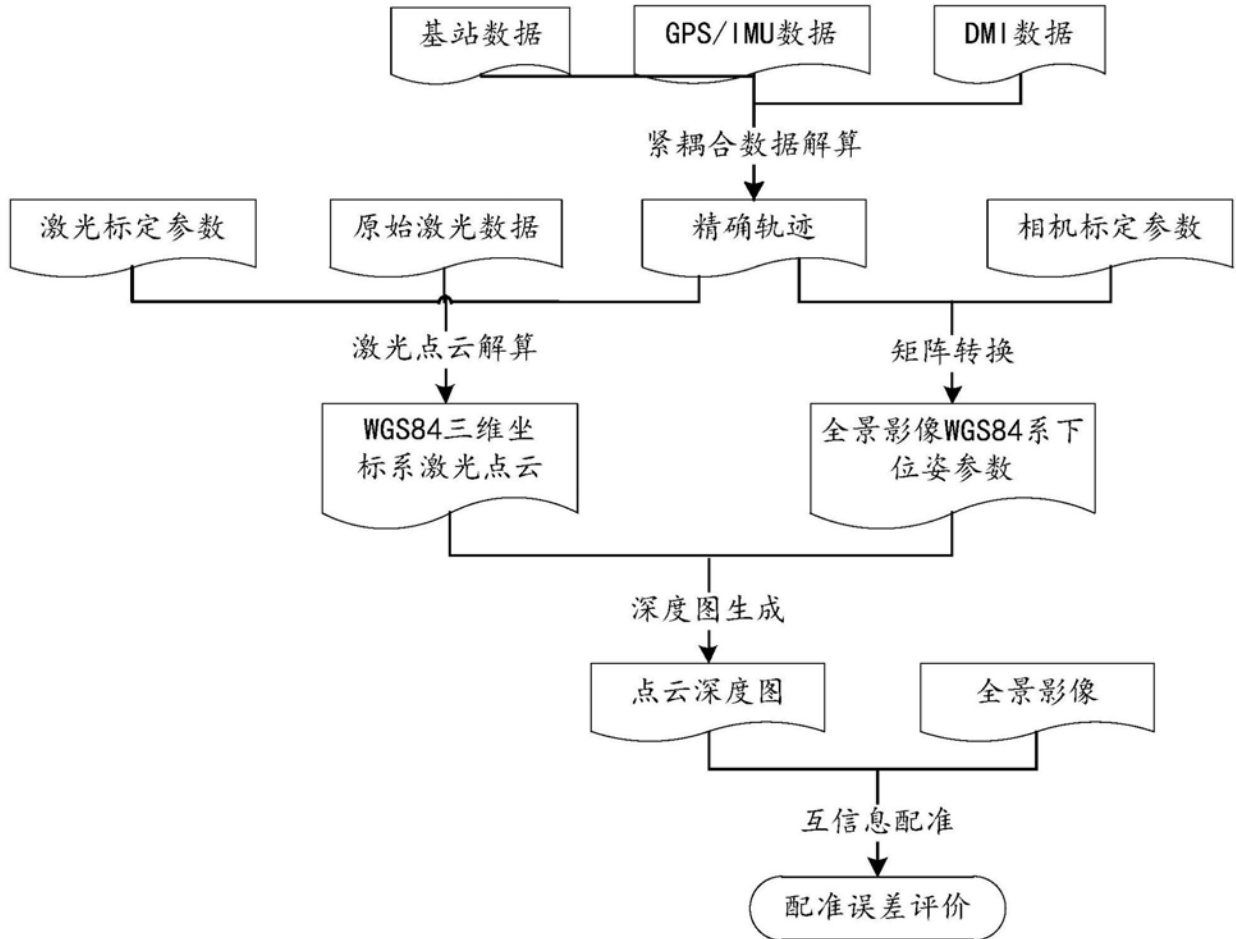 基站数据
GPS/IMU数据
DMI数据
紧耦合数据解算
激光标定参数
原始激光数据
精确轨迹
相机标定参数
激光点云解算
矩阵转换
WGS84三维坐
标系激光点云
全景影像WGS84系下
位姿参数
深度图生成
点云深度图
全景影像
互信息配准
配准误差评价